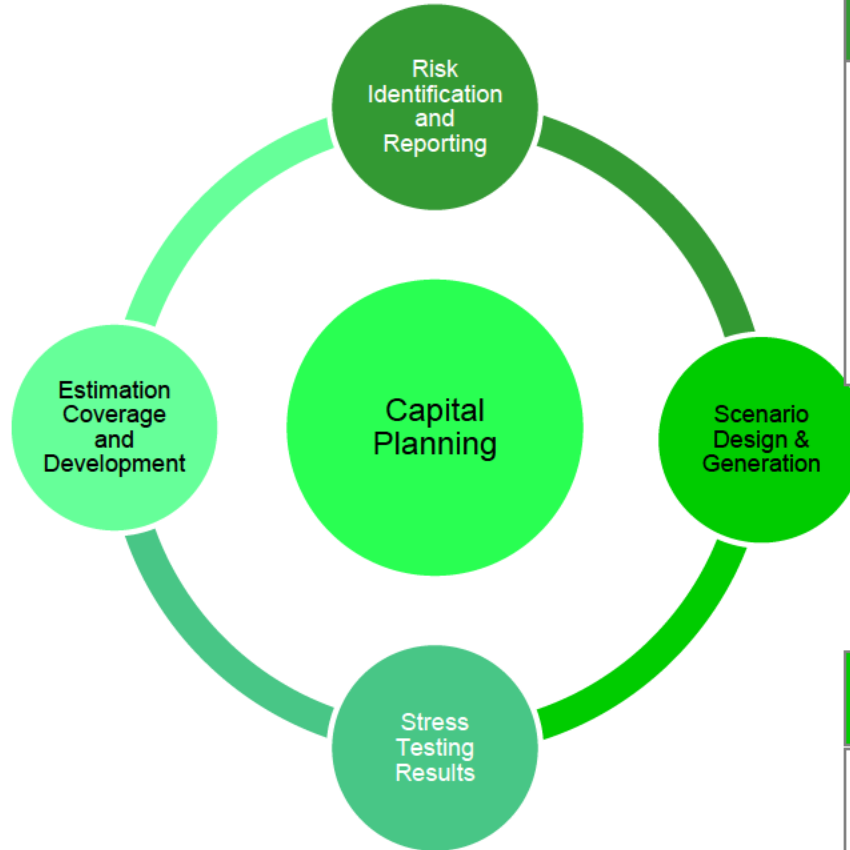 Risk
Identification
and
Reporting
Estimation
Coverage
and
Development
Capital
Planning
Scenario
Design &
Generation
Stress
Testing
Results